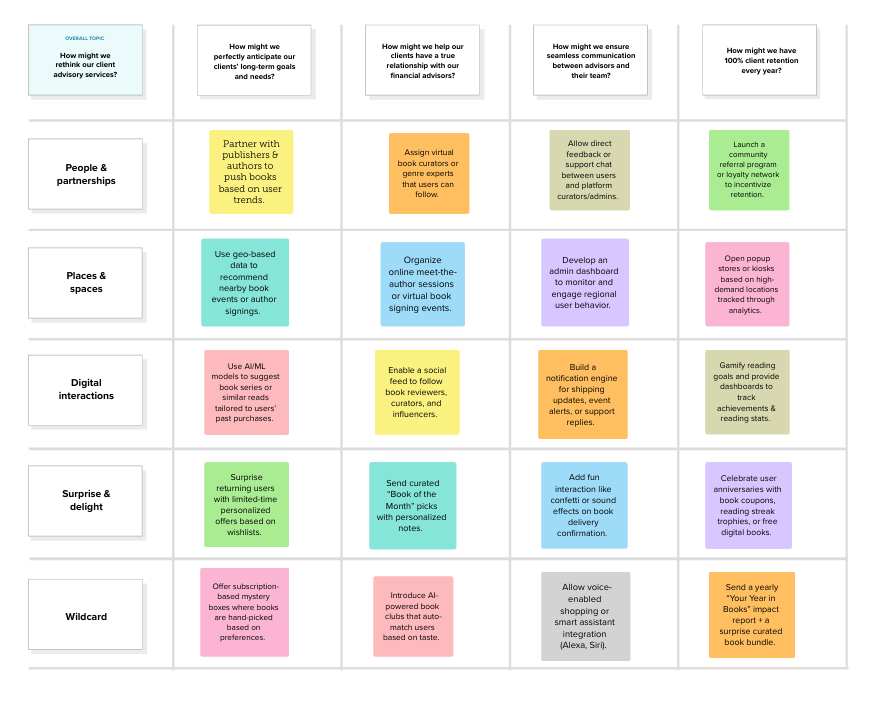 OVERALL TOPIC
How might we
rethink our client
advisory services?
How might we
perfectly anticipate our
clients' long-term goals
and needs?
How might we help our
clients have a true
relationship with our
financial advisors?
How might we ensure
seamless communication
between advisors and
their team?
How might we have
100% client retention
every year?
People &
partnerships
Partner with
publishers &
authors to
push books
based on user
trends.
Assign virtual
book curators or
genre experts
that users can
follow.
Allow direct
feedback or
support chat
between users
and platform
curators/admins.
Launch a
community
referral program
or loyalty network
to incentivize
retention.
Places &
spaces
Use geo-based
data to
recommend
nearby book
events or author
signings.
Organize
online meet-the-
author sessions
or virtual book
signing events.
Develop an
admin dashboard
to monitor and
engage regional
user behavior.
Open popup
stores or kiosks
based on high-
demand locations
tracked through
analytics.
Digital
interactions
Use AI/ML
models to suggest
book series or
similar reads
tailored to users'
past purchases.
Enable a social
feed to follow
book reviewers,
curators, and
influencers.
Build a
notification engine
for shipping
updates, event
alerts, or support
replies.
Gamify reading
goals and provide
dashboards to
track
achievements &
reading stats.
Surprise &
delight
Surprise
returning users
with limited-time
personalized
offers based on
wishlists.
Send curated
“Book of the
Month” picks
with personalized
notes.
Add fun
interaction like
confetti or sound
effects on book
delivery
confirmation.
Celebrate user
anniversaries with
book coupons,
reading streak
trophies, or free
digital books.
Wildcard
Offer subscription-
based mystery
boxes where books
are hand-picked
based on
preferences.
Introduce AI-
powered book
clubs that auto-
match users
based on taste.
Allow voice-
enabled
shopping or
smart assistant
integration
(Alexa, Siri).
Send a yearly
“Your Year in
Books” impact
report + a
surprise curated
book bundle.